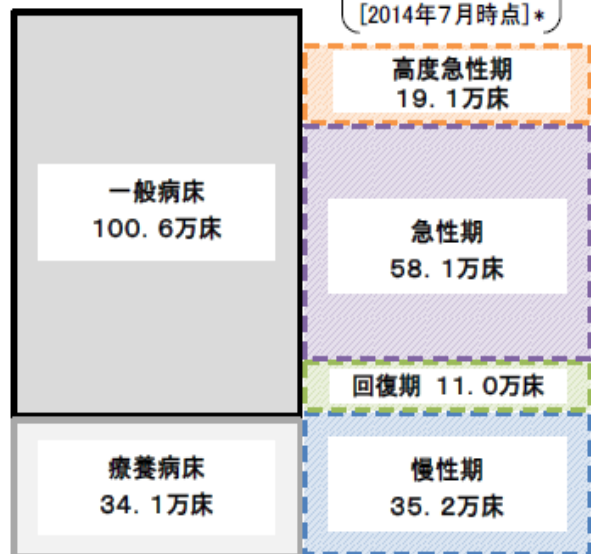 [2014年7月時点]*
一般病床
100.6万床
療養病床
34.1万床
高度急性期
19.1万床
急性期
58.1万床
回復期 11.0万床
慢性期
35.2万床